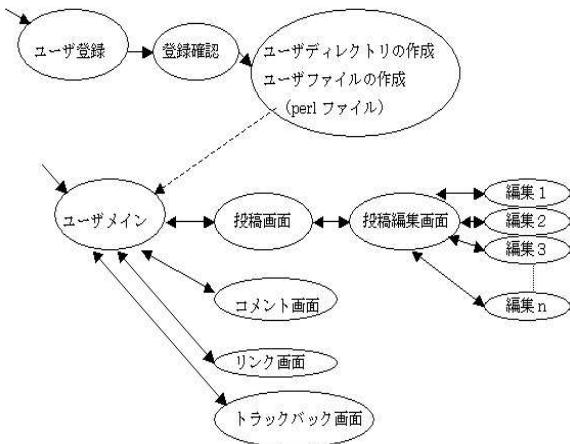 ユーザ登録
登録確認
ユーザディレクトリの作成
ユーザファイルの作成
(perl ファイル)
ユーザメイン
投稿画面
投稿編集画面
編集1
編集2
編集3
編集n
コメント画面
リンク画面
トラックバック画面